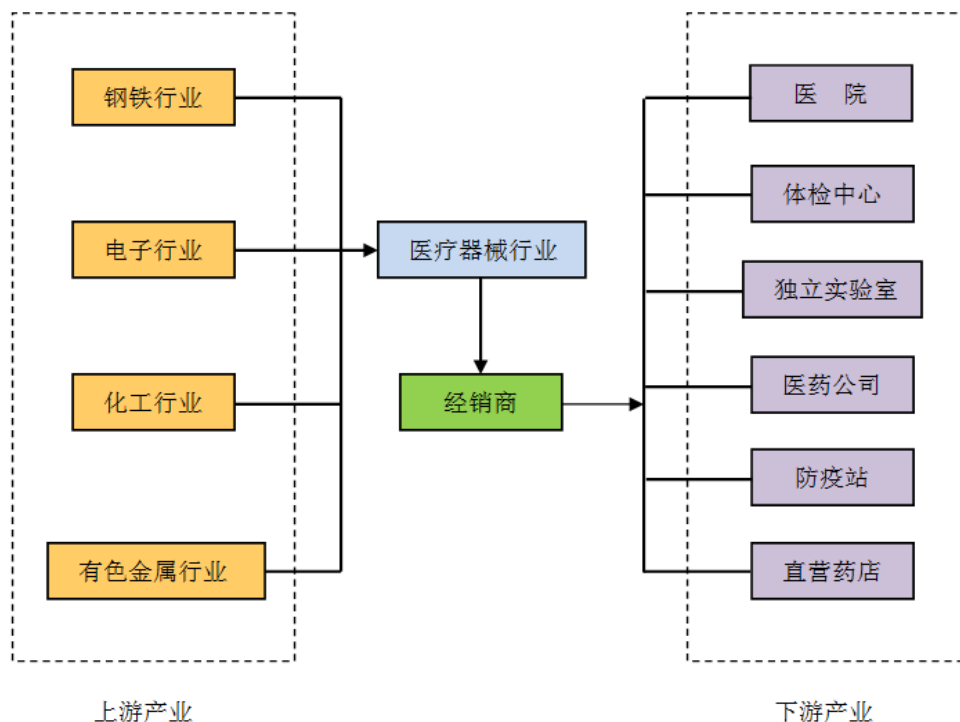 钢铁行业
电子行业
化工行业
有色金属行业
上游产业
医疗器械行业
经销商
医 院
体检中心
独立实验室
医药公司
防疫站
直营药店
下游产业